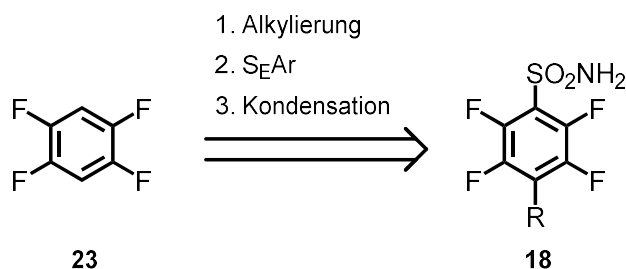 1. Alkylierung
2. SEAr
3. Kondensation
F
F
F
F
SO2NH2
F
F
F
F
R
23
18